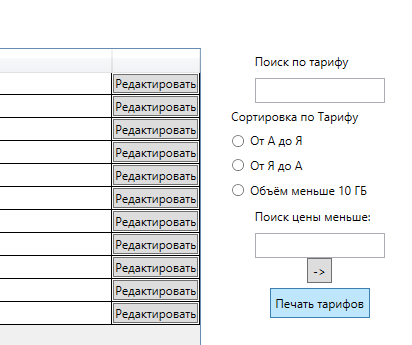 Поиск по тарифу
Редактировать
Редактировать
Сортировка по Тарифу
Редактировать
От А до Я
Редактировать
От Я до А
Редактировать
Объём меньше 10 ГБ
Редактировать
Поиск цены меньше:
Редактировать
Редактировать
->
Редактировать
Редактировать
Печать тарифов
Редактировать